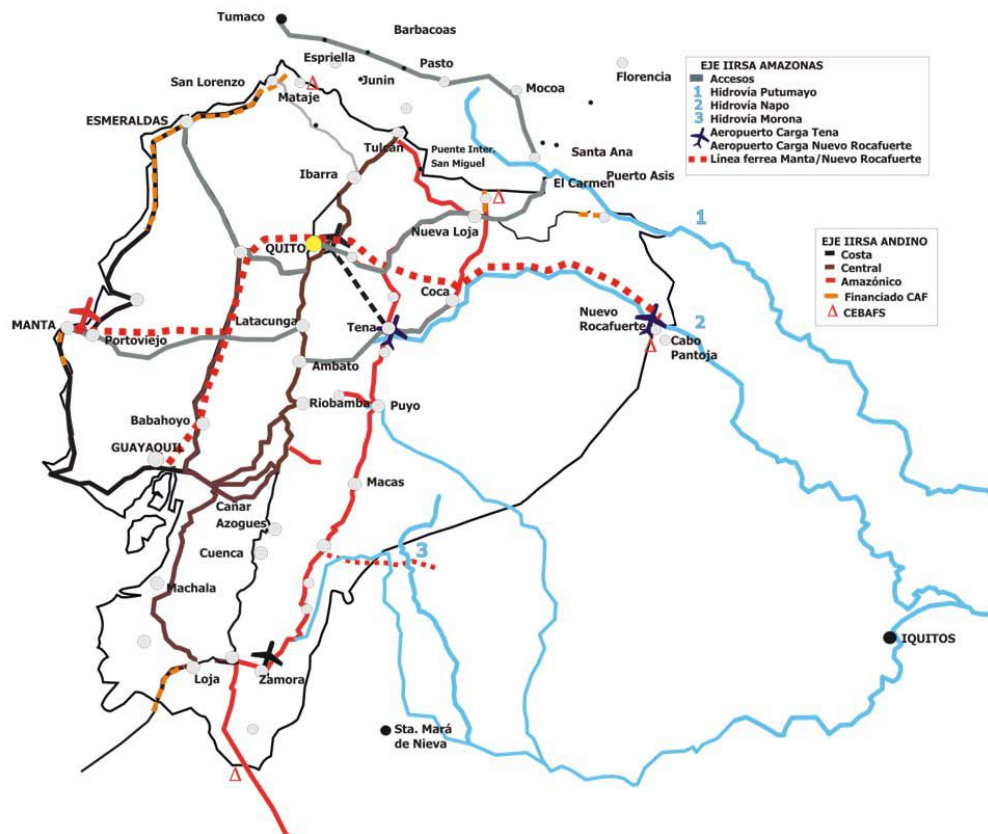 Tumaco
Barbacoas
Espriella
Pasto
Junin
San Lorenzo
Mataje
Mocoa
Florencia
ESMERALDAS
Tulcán
Puente Inter.
San Miguel
Santa Ana
Ibarra
El Carmen
Puerto Asis
Nueva Loja
1
QUITO
Coca
MANTA
Portoviejo
Latacunga
Tena
Nuevo
Rocafuerte
2
Cabo
Pantoja
Ambato
Riobamba
Puyo
Babahoyo
GUAYAQUIL
Macas
Cañar
Azogues
Cuenca
3
Machala
IQUITOS
Loja
Zamora
Sta. Mará
de Nieva
EJE IIRSA AMAZONAS
Accesos
1 Hidrovía Putumayo
2 Hidrovía Napo
3 Hidrovía Morona
Aeropuerto Carga Tena
Aeropuerto Carga Nuevo Rocafuerte
Línea ferrea Manta/Nuevo Rocafuerte
EJE IIRSA ANDINO
Costa
Central
Amazónico
Financiado CAF
CEBAFS